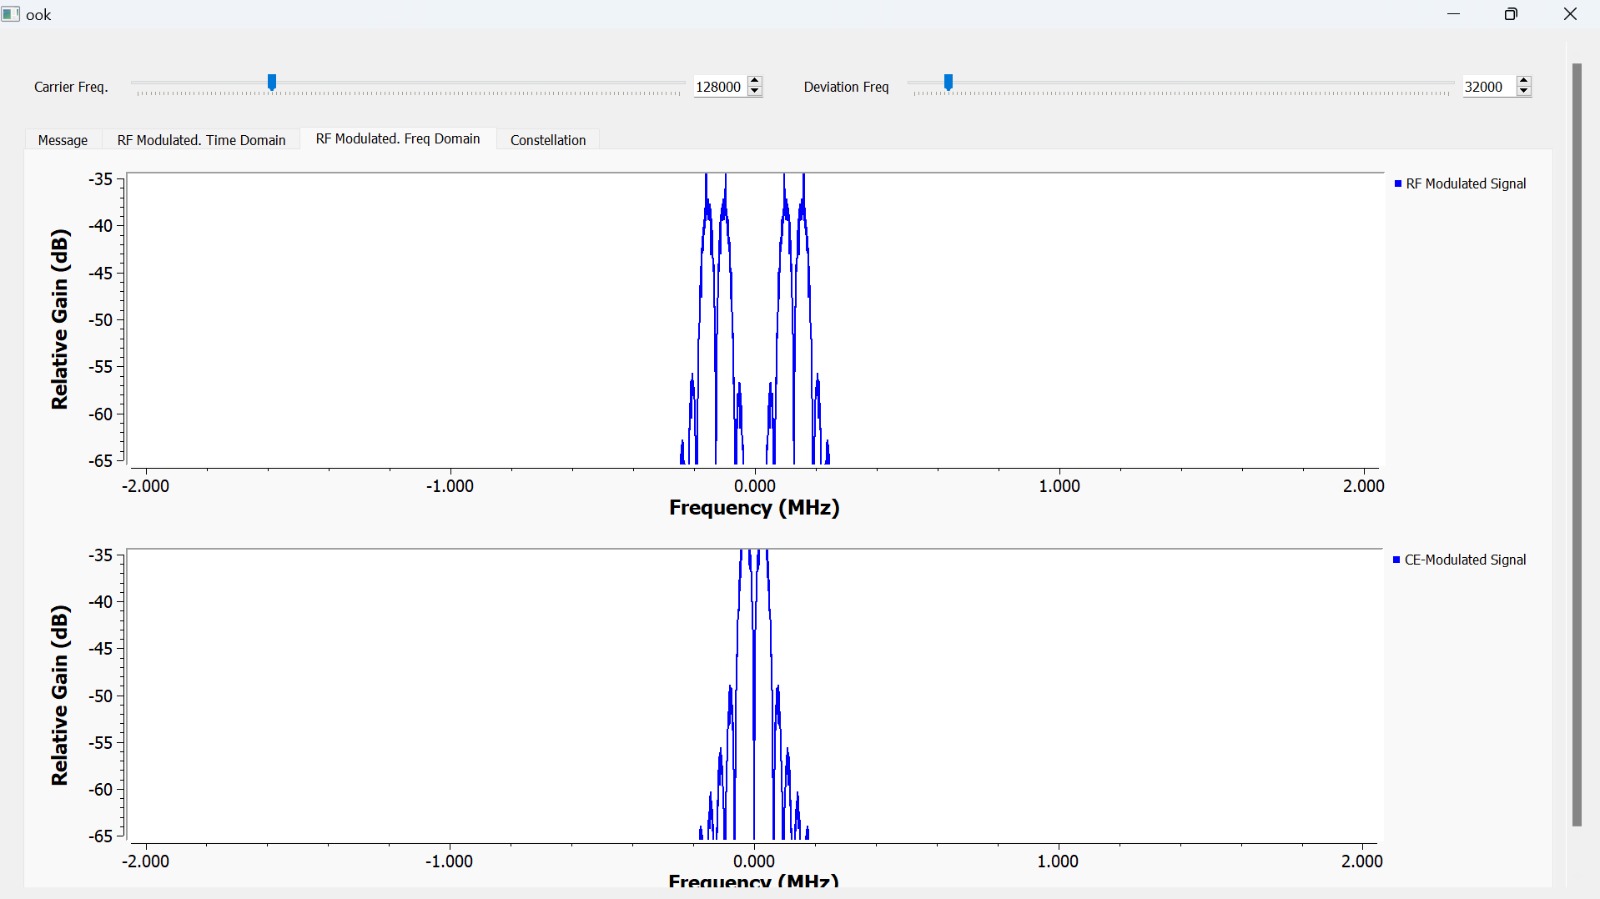 ook
Carrier Freq. 128000 Deviation Freq 32000
Message RF Modulated. Time Domain RF Modulated. Freq Domain Constellation
Relative Gain (dB)
-35
-40
-45
-50
-55
-60
-65
RF Modulated Signal
-2.000 -1.000 0.000 1.000 2.000
Frequency (MHz)
Relative Gain (dB)
-35
-40
-45
-50
-55
-60
-65
CE-Modulated Signal
-2.000 -1.000 0.000 1.000 2.000
Frequency (MHz)